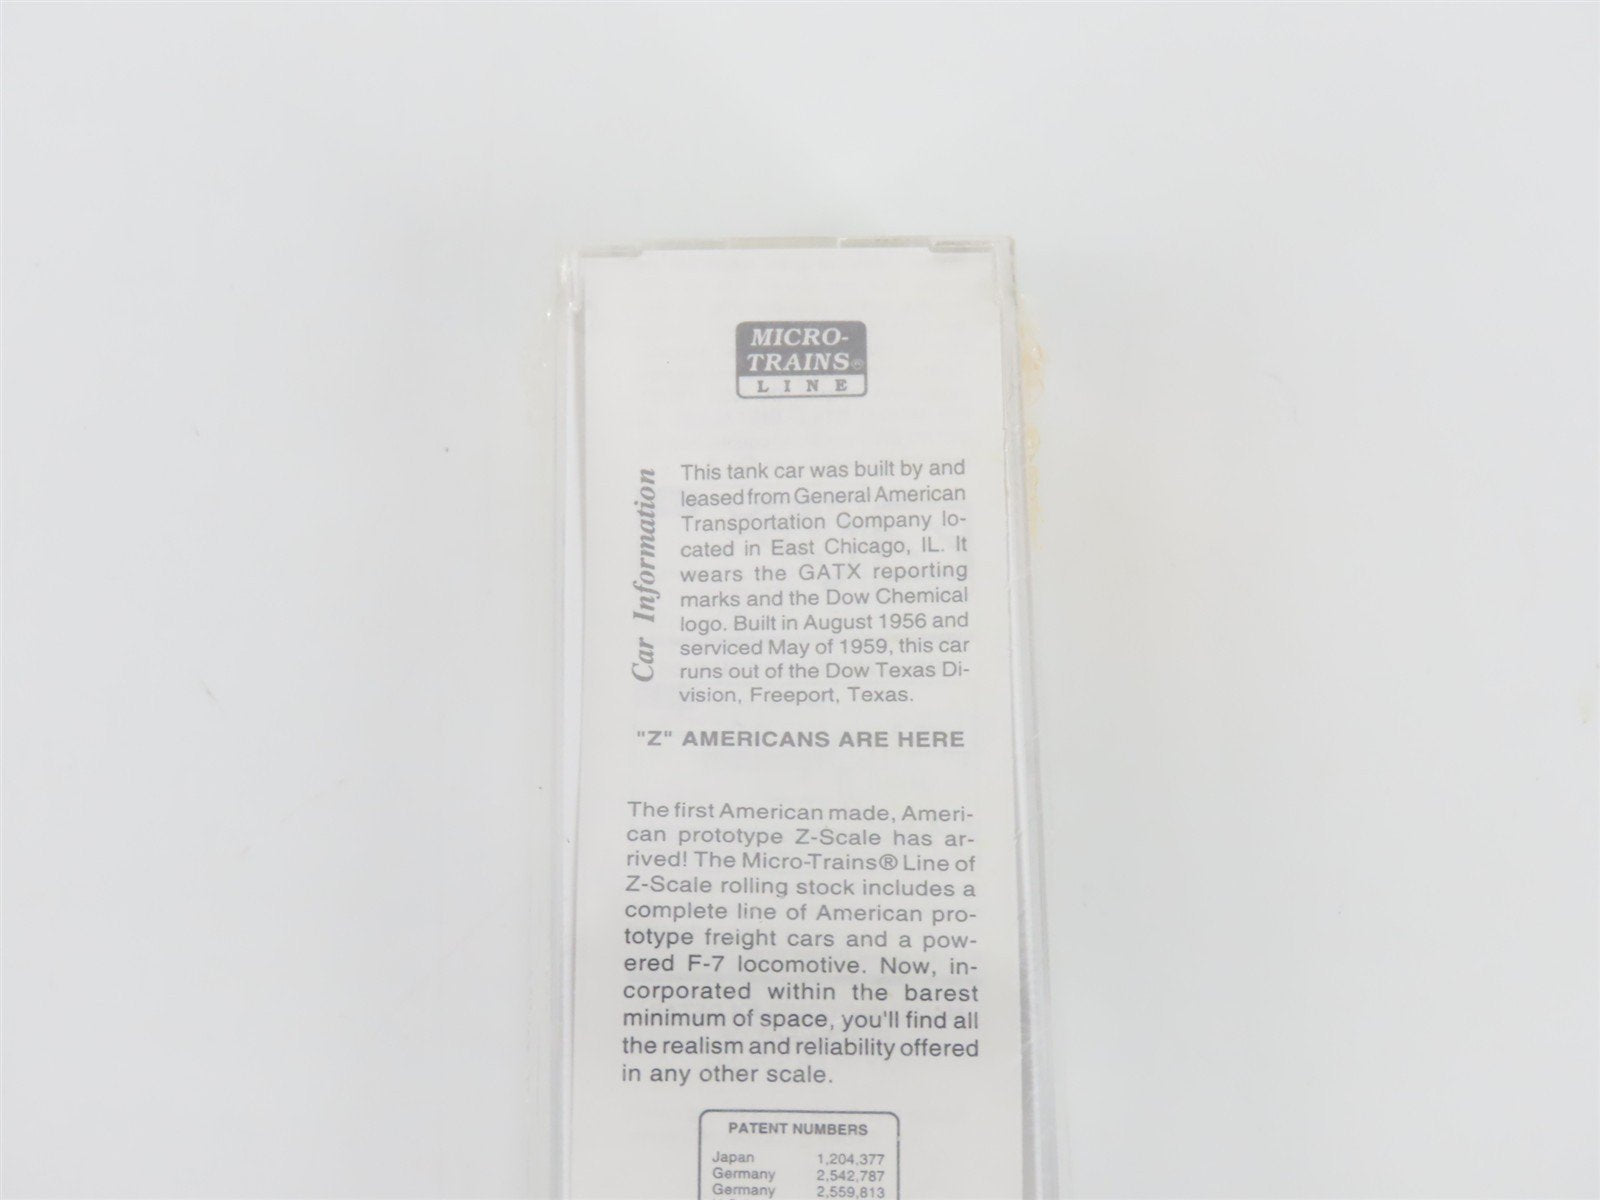 MICRO-
TRAINS®
LINE
Car Information
This tank car was built by and
leased from General American
Transportation Company lo-
cated in East Chicago, IL. It
wears the GATX reporting
marks and the Dow Chemical
logo. Built in August 1956 and
serviced May of 1959, this car
runs out of the Dow Texas Di-
vision, Freeport, Texas.
"Z" AMERICANS ARE HERE
The first American made, Ameri-
can prototype Z-Scale has ar-
rived! The Micro-Trains® Line of
Z-Scale rolling stock includes a
complete line of American pro-
totype freight cars and a pow-
ered F-7 locomotive. Now, in-
corporated within the barest
minimum of space, you'll find all
the realism and reliability offered
in any other scale.
PATENT NUMBERS
Japan 1,204,377
Germany 2,542,787
Germany 2,559,813